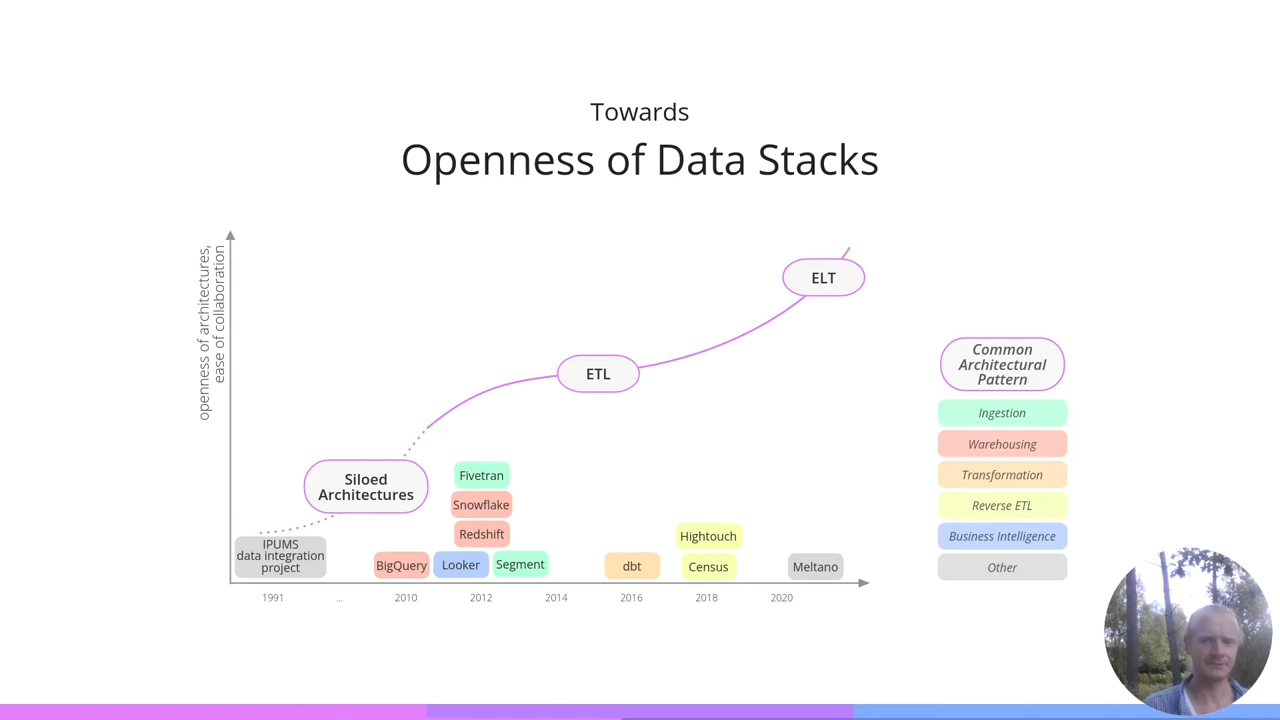 Towards
Openness of Data Stacks
openness of architectures,
ease of collaboration
ELT
ETL
Siloed
Architectures
Fivetran
Snowflake
Redshift
IPUMS
data integration
project
BigQuery
Looker
Segment
dbt
Hightouch
Census
Meltano
1991
...
2010
2012
2014
2016
2018
2020
Common
Architectural
Pattern
Ingestion
Warehousing
Transformation
Reverse ETL
Business Intelligence
Other